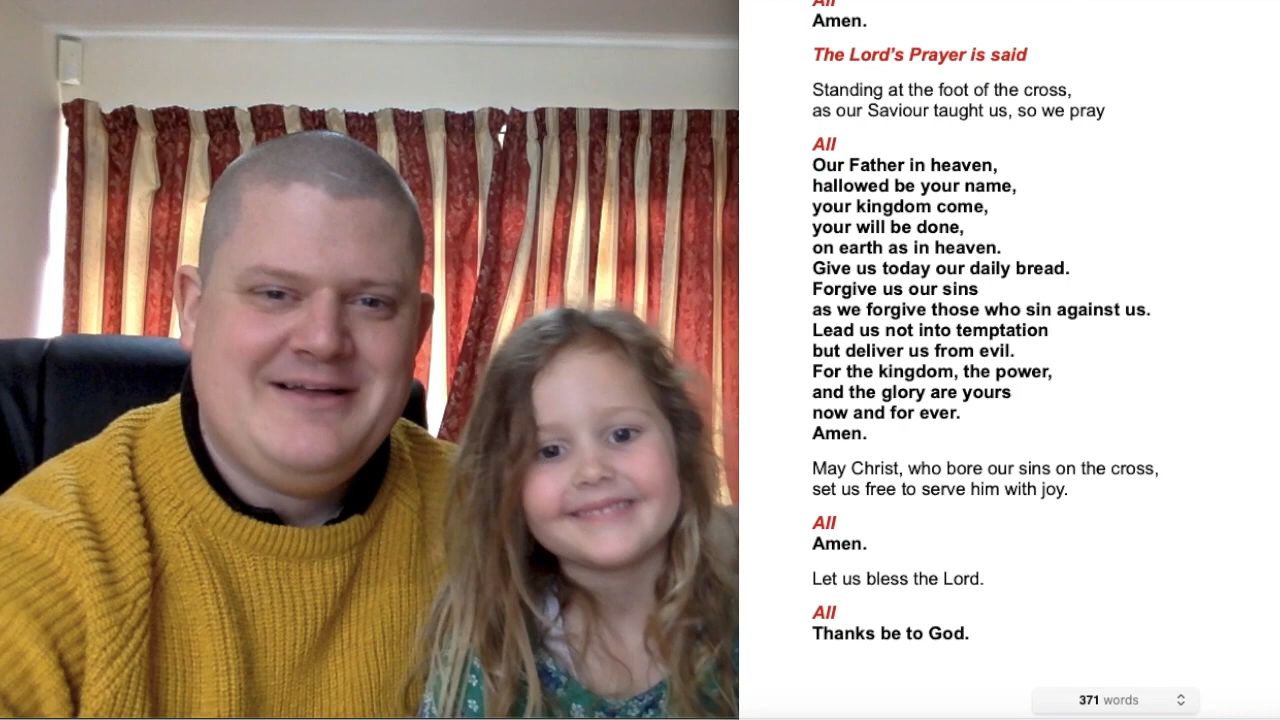 All
Amen.
The Lord's Prayer is said
Standing at the foot of the cross,
as our Saviour taught us, so we pray
All
Our Father in heaven,
hallowed be your name,
your kingdom come,
your will be done,
on earth as in heaven.
Give us today our daily bread.
Forgive us our sins
as we forgive those who sin against us.
Lead us not into temptation
but deliver us from evil.
For the kingdom, the power,
and the glory are yours
now and for ever.
Amen.
May Christ, who bore our sins on the cross,
set us free to serve him with joy.
All
Amen.
Let us bless the Lord.
All
Thanks be to God.
371 words